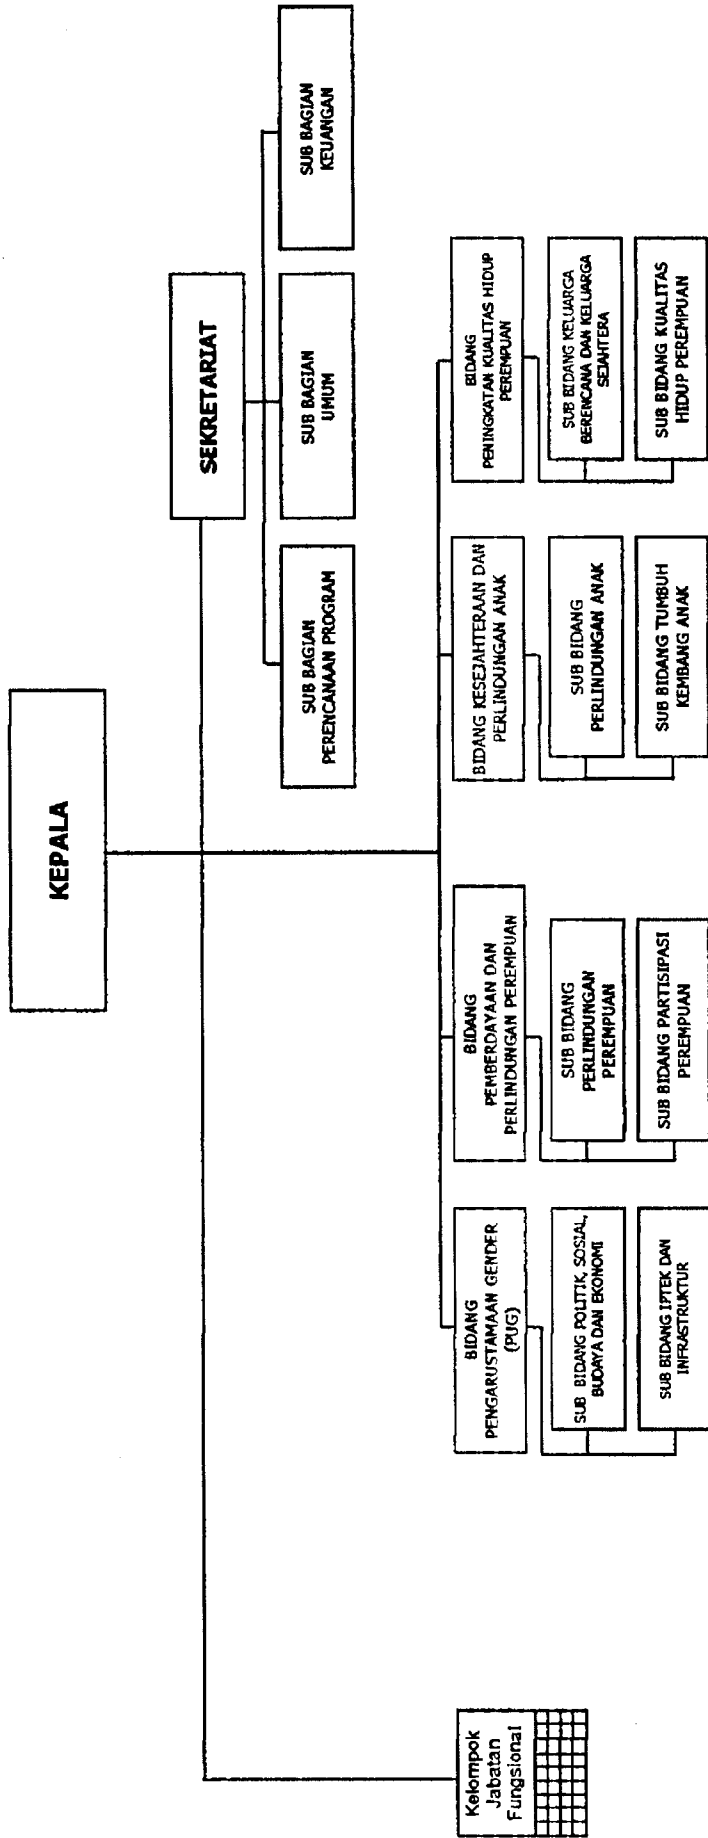 KEPALA
SEKRETARIAT
SUB BAGIAN
PERENCANAAN PROGRAM
SUB BAGIAN
UMUM
SUB BAGIAN
KEUANGAN
Kelompok
Jabatan
Fungsional
BIDANG
PENGARUSTAMAAN GENDER
(PUG)
SUB BIDANG POLITIK, SOSIAL,
BUDAYA DAN EKONOMI
SUB BIDANG IPTEK DAN
INFRASTRUKTUR
BIDANG
PEMBERDAYAAN DAN
PERLINDUNGAN PEREMPUAN
SUB BIDANG
PERLINDUNGAN
PEREMPUAN
SUB BIDANG PARTISIPASI
PEREMPUAN
BIDANG KESEJAHTERAAN DAN
PERLINDUNGAN ANAK
SUB BIDANG
PERLINDUNGAN ANAK
SUB BIDANG TUMBUH
KEMBANG ANAK
BIDANG
PENINGKATAN KUALITAS HIDUP
PEREMPUAN
SUB BIDANG KELUARGA
BERENCANA DAN KELUARGA
SEJAHTERA
SUB BIDANG KUALITAS
HIDUP PEREMPUAN